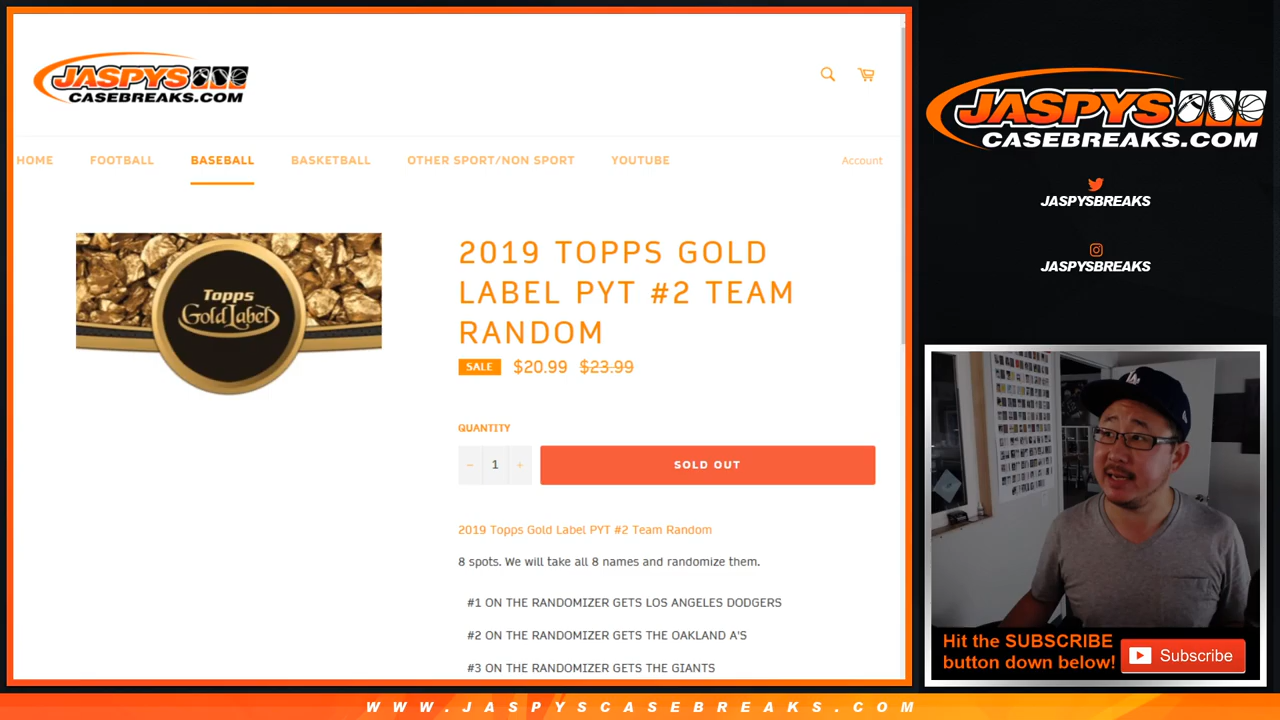 JASPYS
CASEBREAKS.COM
HOME
FOOTBALL
BASEBALL
BASKETBALL
OTHER SPORT/NON SPORT
YOUTUBE
Account
Topps
Gold Label
2019 TOPPS GOLD
LABEL PYT #2 TEAM
RANDOM
SALE $20.99 $23.99
QUANTITY
− 1 +
SOLD OUT
2019 Topps Gold Label PYT #2 Team Random
8 spots. We will take all 8 names and randomize them.
#1 ON THE RANDOMIZER GETS LOS ANGELES DODGERS
#2 ON THE RANDOMIZER GETS THE OAKLAND A'S
#3 ON THE RANDOMIZER GETS THE GIANTS
JASPYS
CASEBREAKS.COM
JASPYSBREAKS
JASPYSBREAKS
LA
Hit the SUBSCRIBE
button down below!
Subscribe
WWW.JASPYSCASEBREAKS.COM